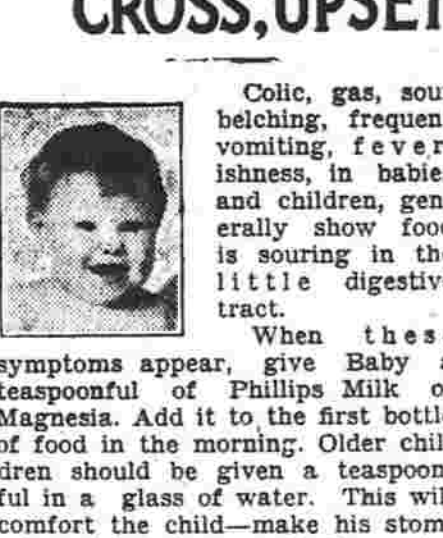 CROSS, UPSET
Colic, gas, sour
belching, frequen
vomiting, fever
ishness, in babie
and children, gen
erally show food
is souring in th
little digestiv
tract.
When thes
symptoms appear, give Baby a
teaspoonful of Phillips Milk o
Magnesia. Add it to the first bottl
of food in the morning. Older chil
dren should be given a teaspoon
ful in a glass of water. This wil
comfort the child—make his stom